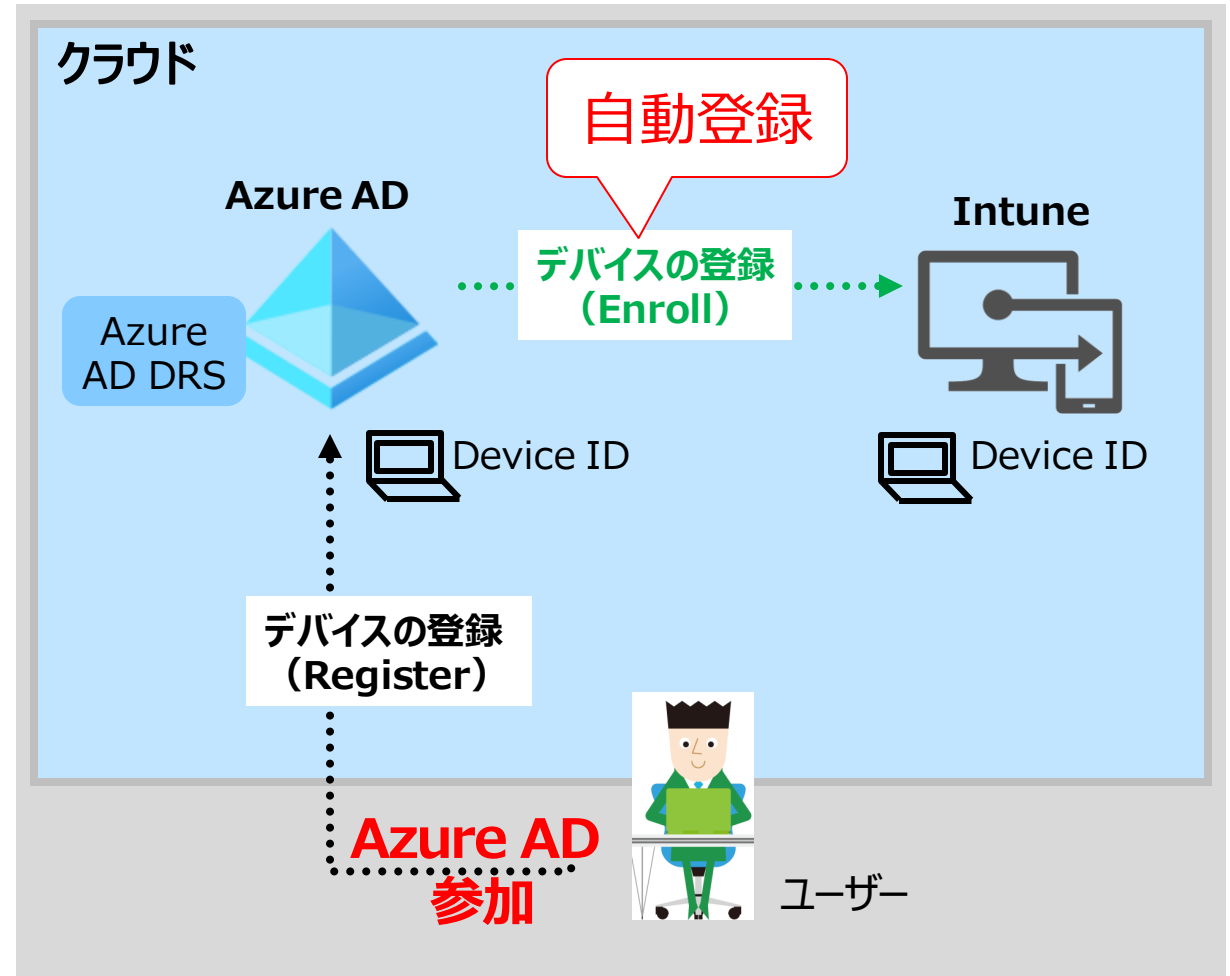 クラウド
自動登録
Azure AD
Intune
デバイスの登録
（Enroll）
Azure
AD DRS
Device ID
Device ID
デバイスの登録
（Register）
Azure AD
参加
ユーザー